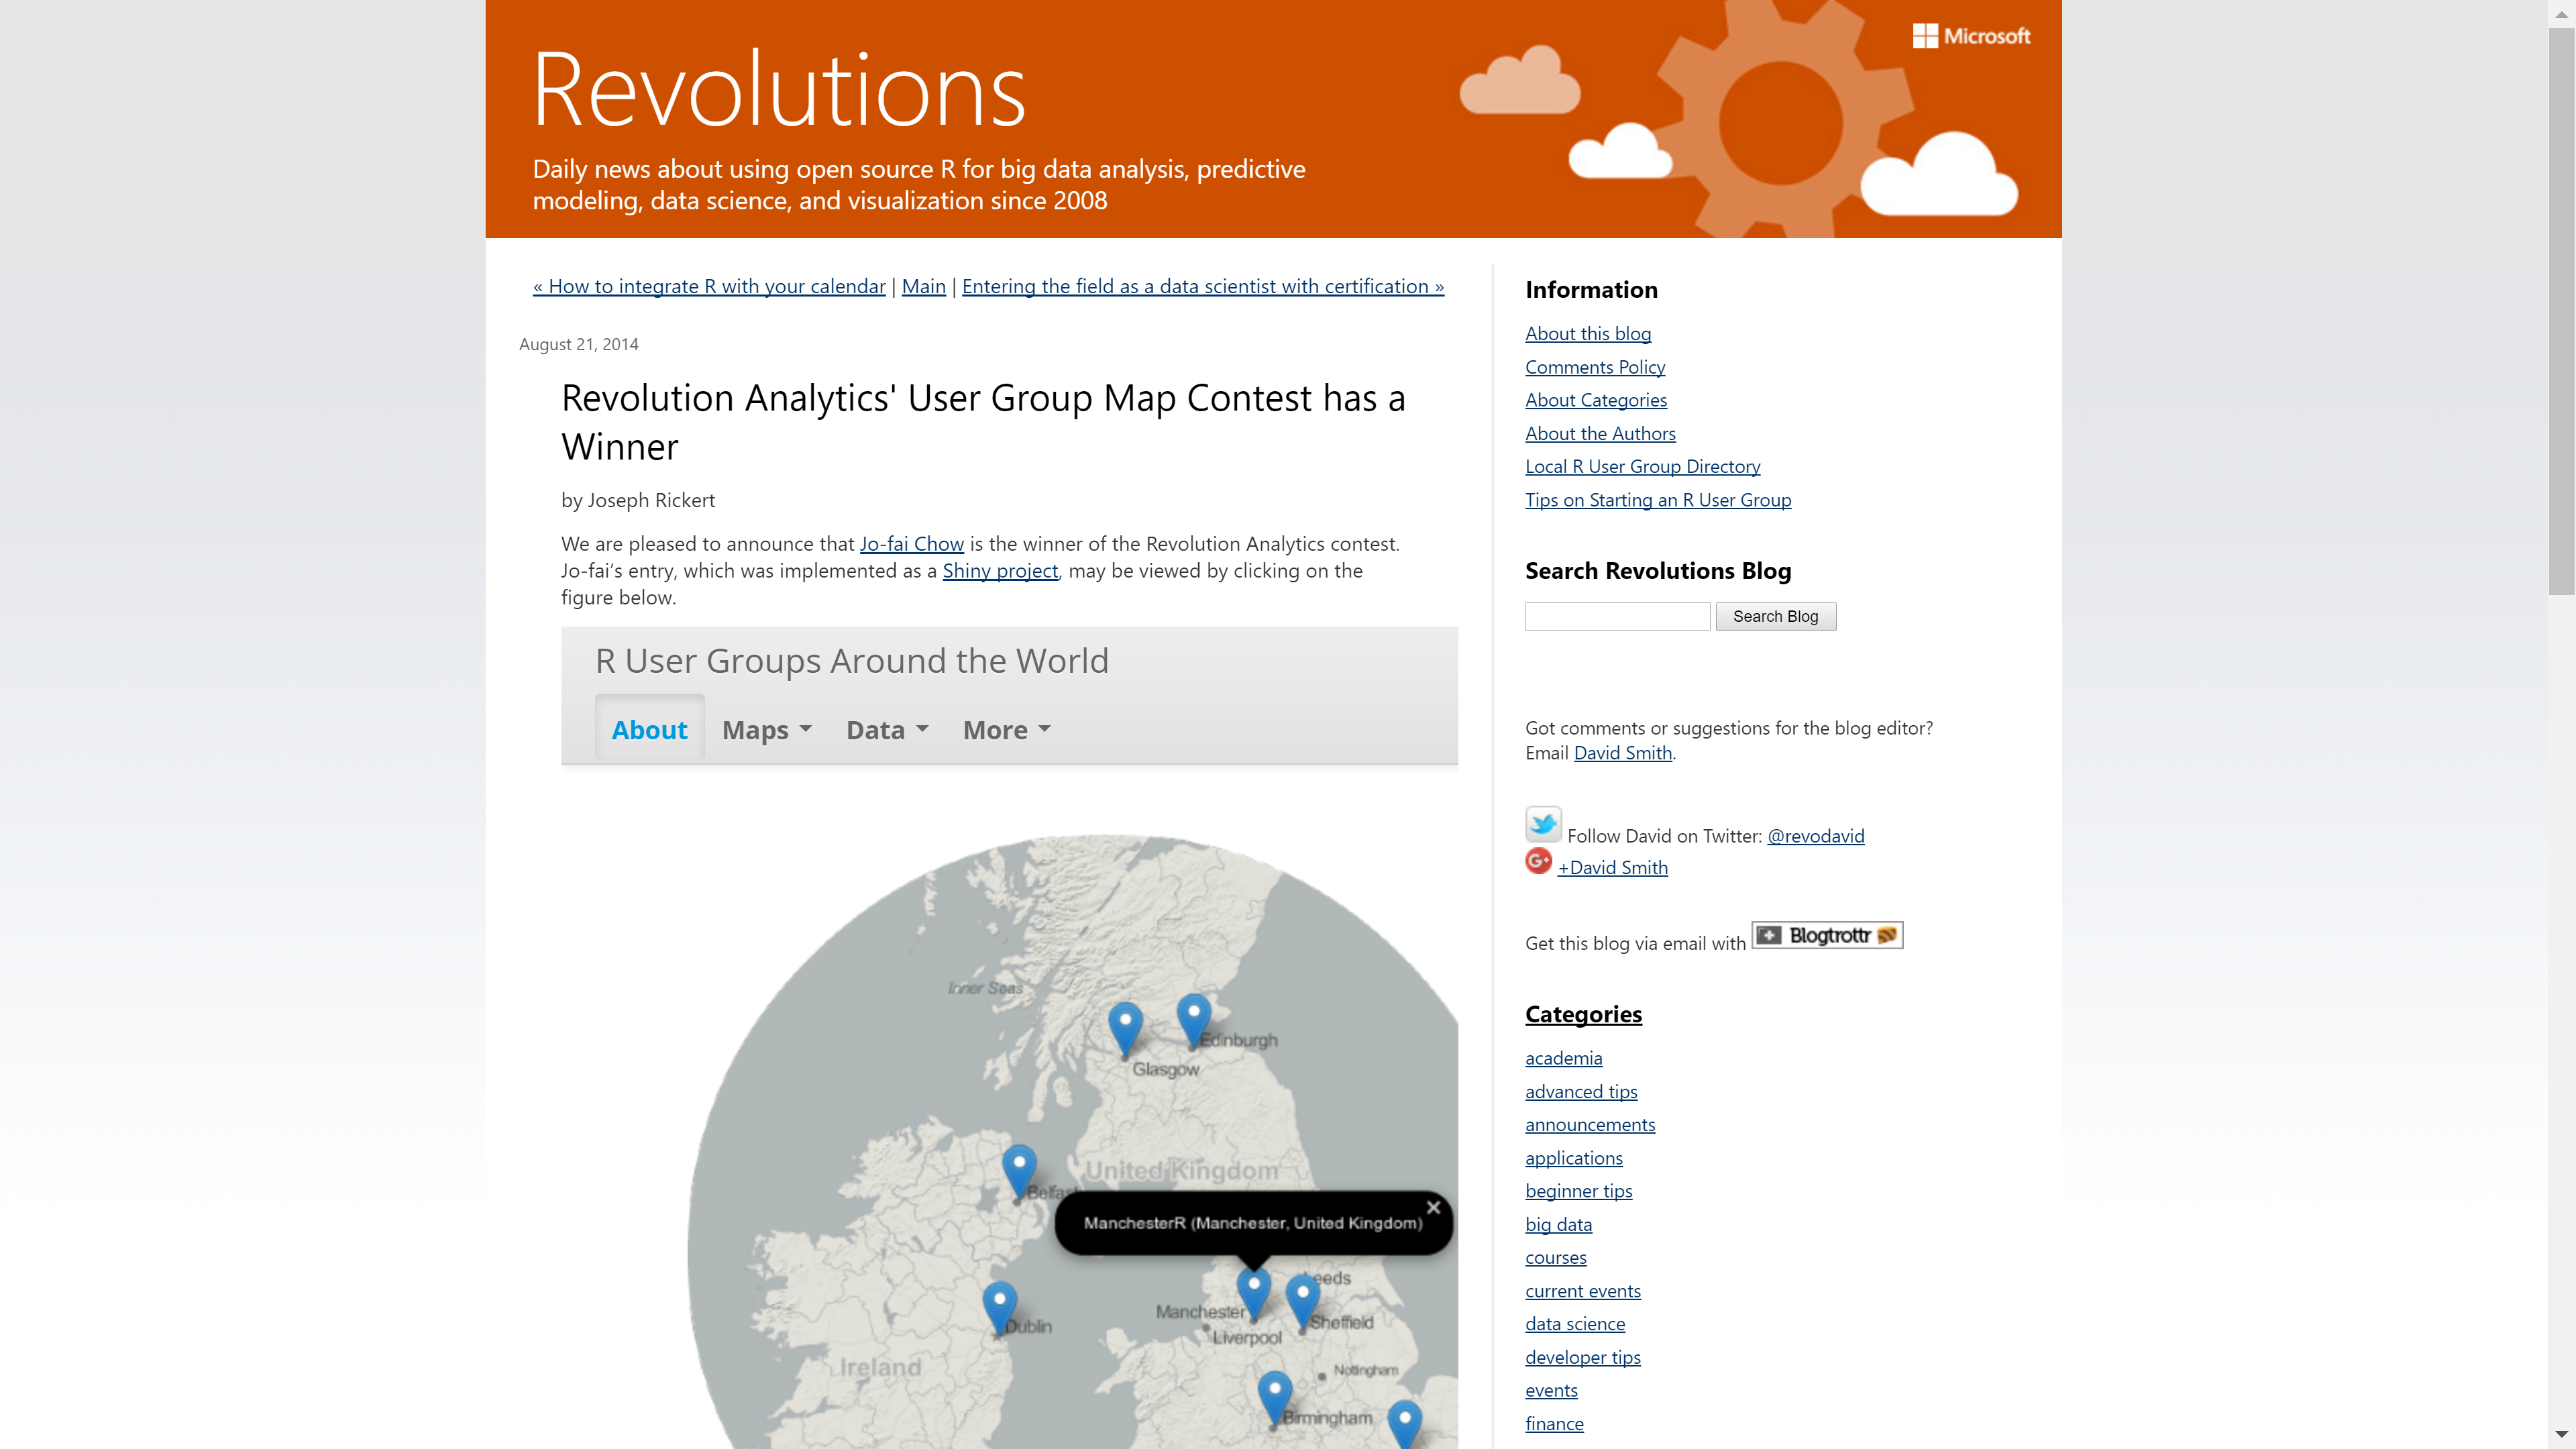 Microsoft
Revolutions
Daily news about using open source R for big data analysis, predictive
modeling, data science, and visualization since 2008
« How to integrate R with your calendar | Main | Entering the field as a data scientist with certification »
August 21, 2014
Revolution Analytics' User Group Map Contest has a
Winner
by Joseph Rickert
We are pleased to announce that Jo-fai Chow is the winner of the Revolution Analytics contest.
Jo-fai’s entry, which was implemented as a Shiny project, may be viewed by clicking on the
figure below.
R User Groups Around the World
About Maps Data More
Inner Seas
Edinburgh
Glasgow
United Kingdom
Belfast
ManchesterR (Manchester, United Kingdom)
Leeds
Manchester
Sheffield
Dublin
Liverpool
Ireland
Nottingham
Birmingham
Information
About this blog
Comments Policy
About Categories
About the Authors
Local R User Group Directory
Tips on Starting an R User Group
Search Revolutions Blog
Search Blog
Got comments or suggestions for the blog editor?
Email David Smith.
Follow David on Twitter: @revodavid
G+ +David Smith
Get this blog via email with Blogtrottr
Categories
academia
advanced tips
announcements
applications
beginner tips
big data
courses
current events
data science
developer tips
events
finance